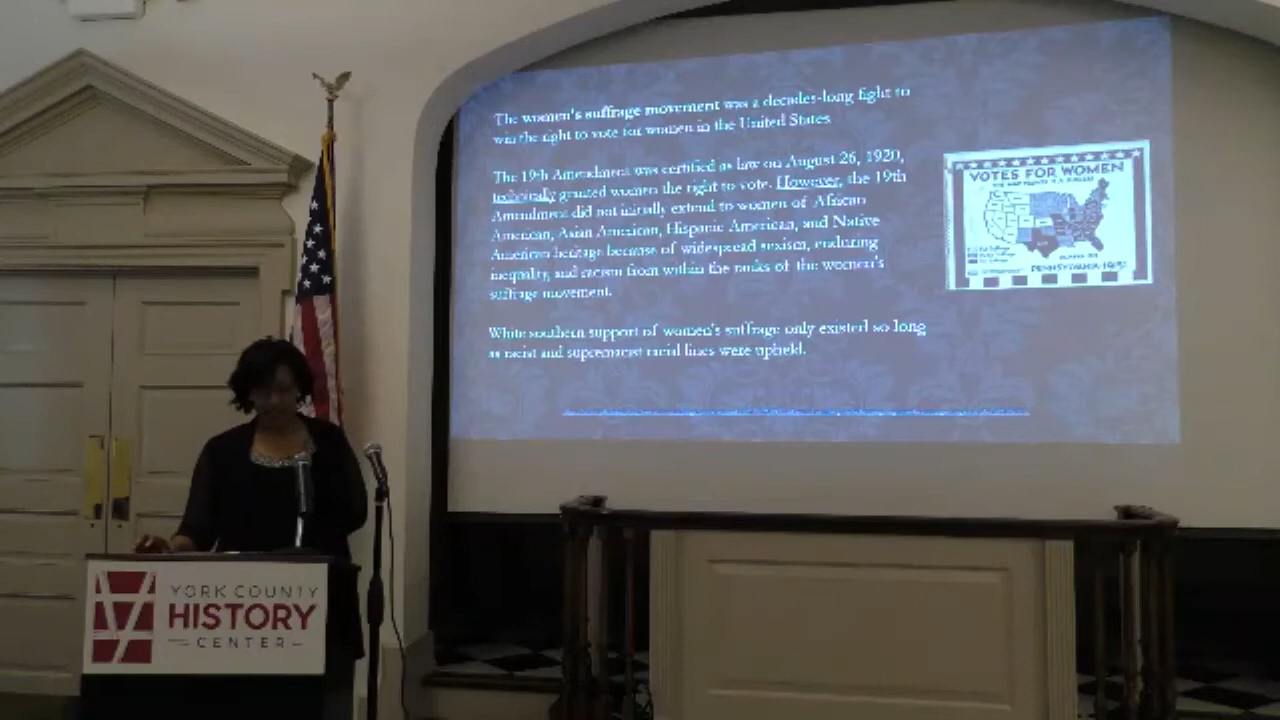 The women's suffrage movement was a decades-long fight to
win the right to vote for women in the United States.
The 19th Amendment was certified as law on August 26, 1920,
technically granted women the right to vote. However, the 19th
Amendment did not initially extend to women of African
American, Asian American, Hispanic American, and Native
American heritage because of widespread sexism, enduring
inequality, and racism from within the ranks of the women's
suffrage movement.
White southern support of women's suffrage only existed so long
as racist and supremacist racial lines were upheld.
VOTES FOR WOMEN
PENNSYLVANIA
YORK COUNTY
HISTORY
CENTER